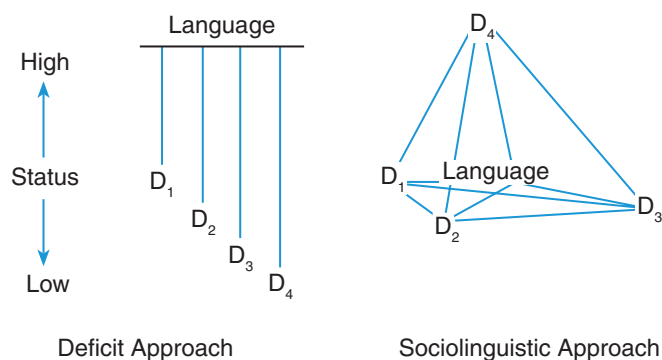 Language
High
Status
Low
D₁
D₂
D₃
D₄
Deficit Approach
D₄
Language
D₁
D₂
D₃
Sociolinguistic Approach